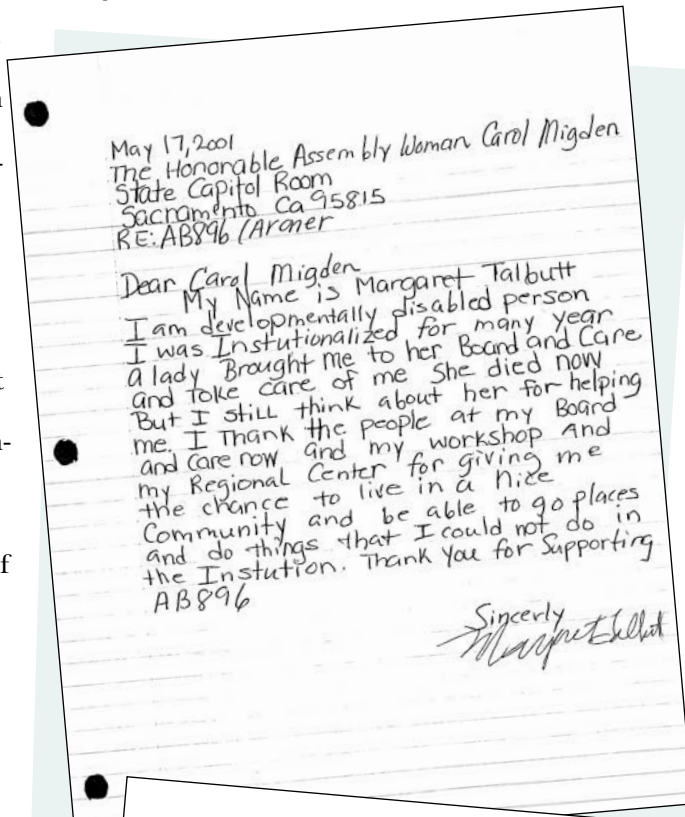 May 17,2001
The Honorable Assembly Woman Carol Migden
State Capitol Room
Sacramento Ca 95815
RE: AB896 (Aroner
Dear Carol Migden
My Name is Margaret Talbutt
I am developmentally disabled person
I was Instutionalized for many year
a lady Brought me to her Board and Care
and take care of me She died now
But I still think about her for helping
me. I Thank the people at my Board
and Care now and my workshop and
my Regional Center for giving me
the chance to live in a nice
Community and be able to go places
and do things that I could not do in
the Instution. Thank You for Supporting
AB896
Sincerly